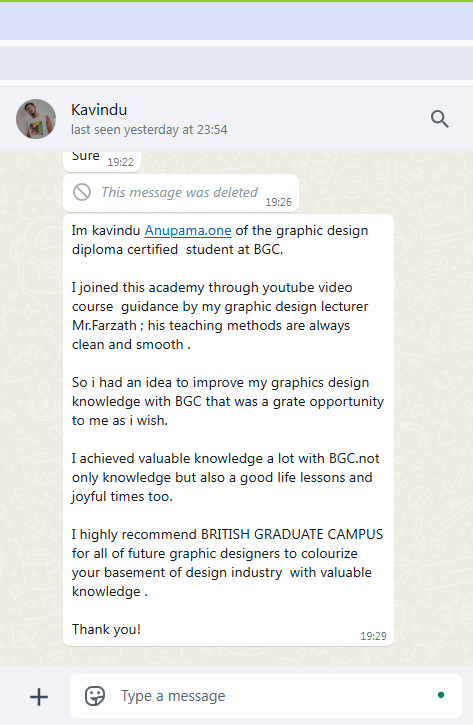 Kavindu
last seen yesterday at 23:54
Sure 19:22
This message was deleted 19:26
Im kavindu Anupama.one of the graphic design
diploma certified  student at BGC.
I joined this academy through youtube video
course  guidance by my graphic design lecturer
Mr.Farzath ; his teaching methods are always
clean and smooth .
So i had an idea to improve my graphics design
knowledge with BGC that was a grate opportunity
to me as i wish.
I achieved valuable knowledge a lot with BGC.not
only knowledge but also a good life lessons and
joyful times too.
I highly recommend BRITISH GRADUATE CAMPUS
for all of future graphic designers to colourize
your basement of design industry  with valuable
knowledge .
Thank you! 19:29
Type a message